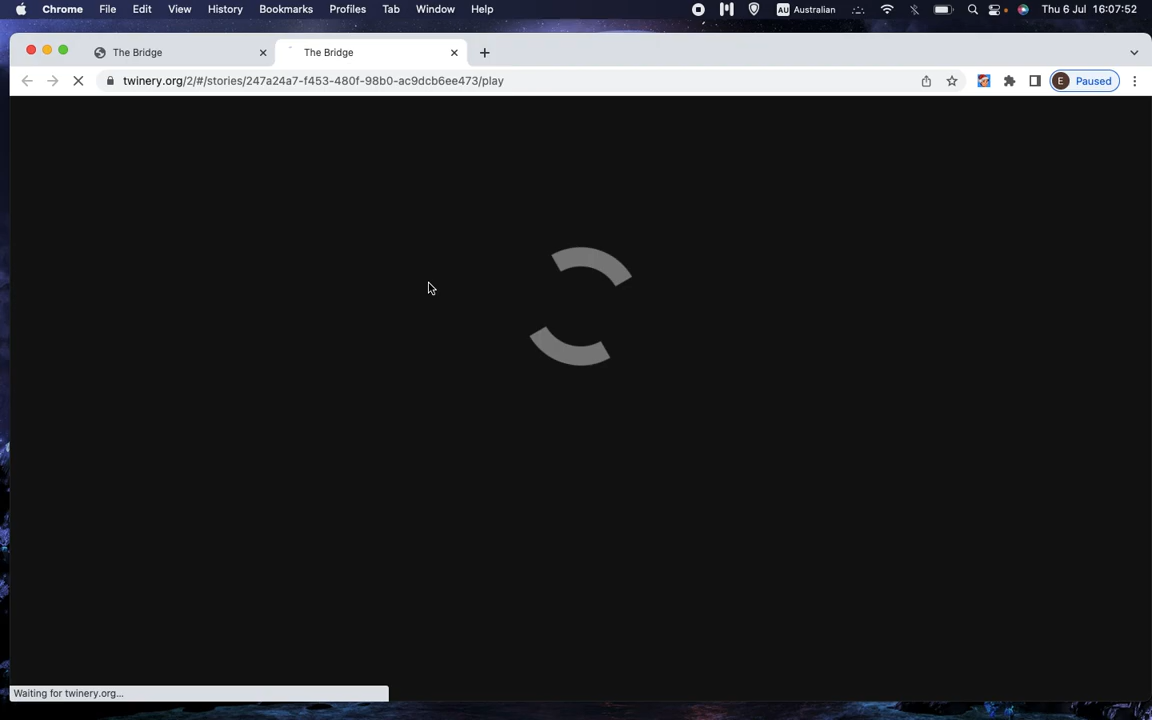 Chrome File Edit View History Bookmarks Profiles Tab Window Help AU Australian Thu 6 Jul 16:07:52
The Bridge The Bridge
twinery.org/2/#/stories/247a24a7-f453-480f-98b0-ac9dcb6ee473/play E Paused
Waiting for twinery.org...